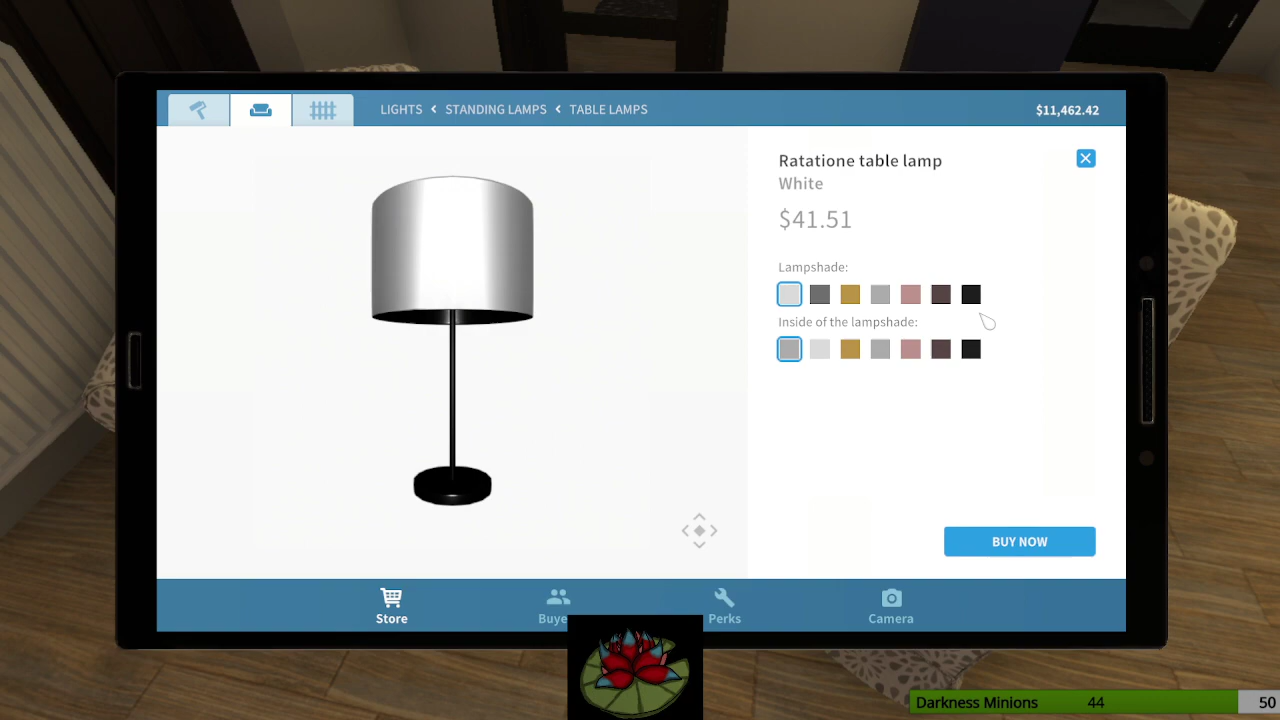 LIGHTS < STANDING LAMPS < TABLE LAMPS
$11,462.42
Ratatione table lamp
White
$41.51
Lampshade:
Inside of the lampshade:
BUY NOW
Store
Buye
Perks
Camera
Darkness Minions 44 50